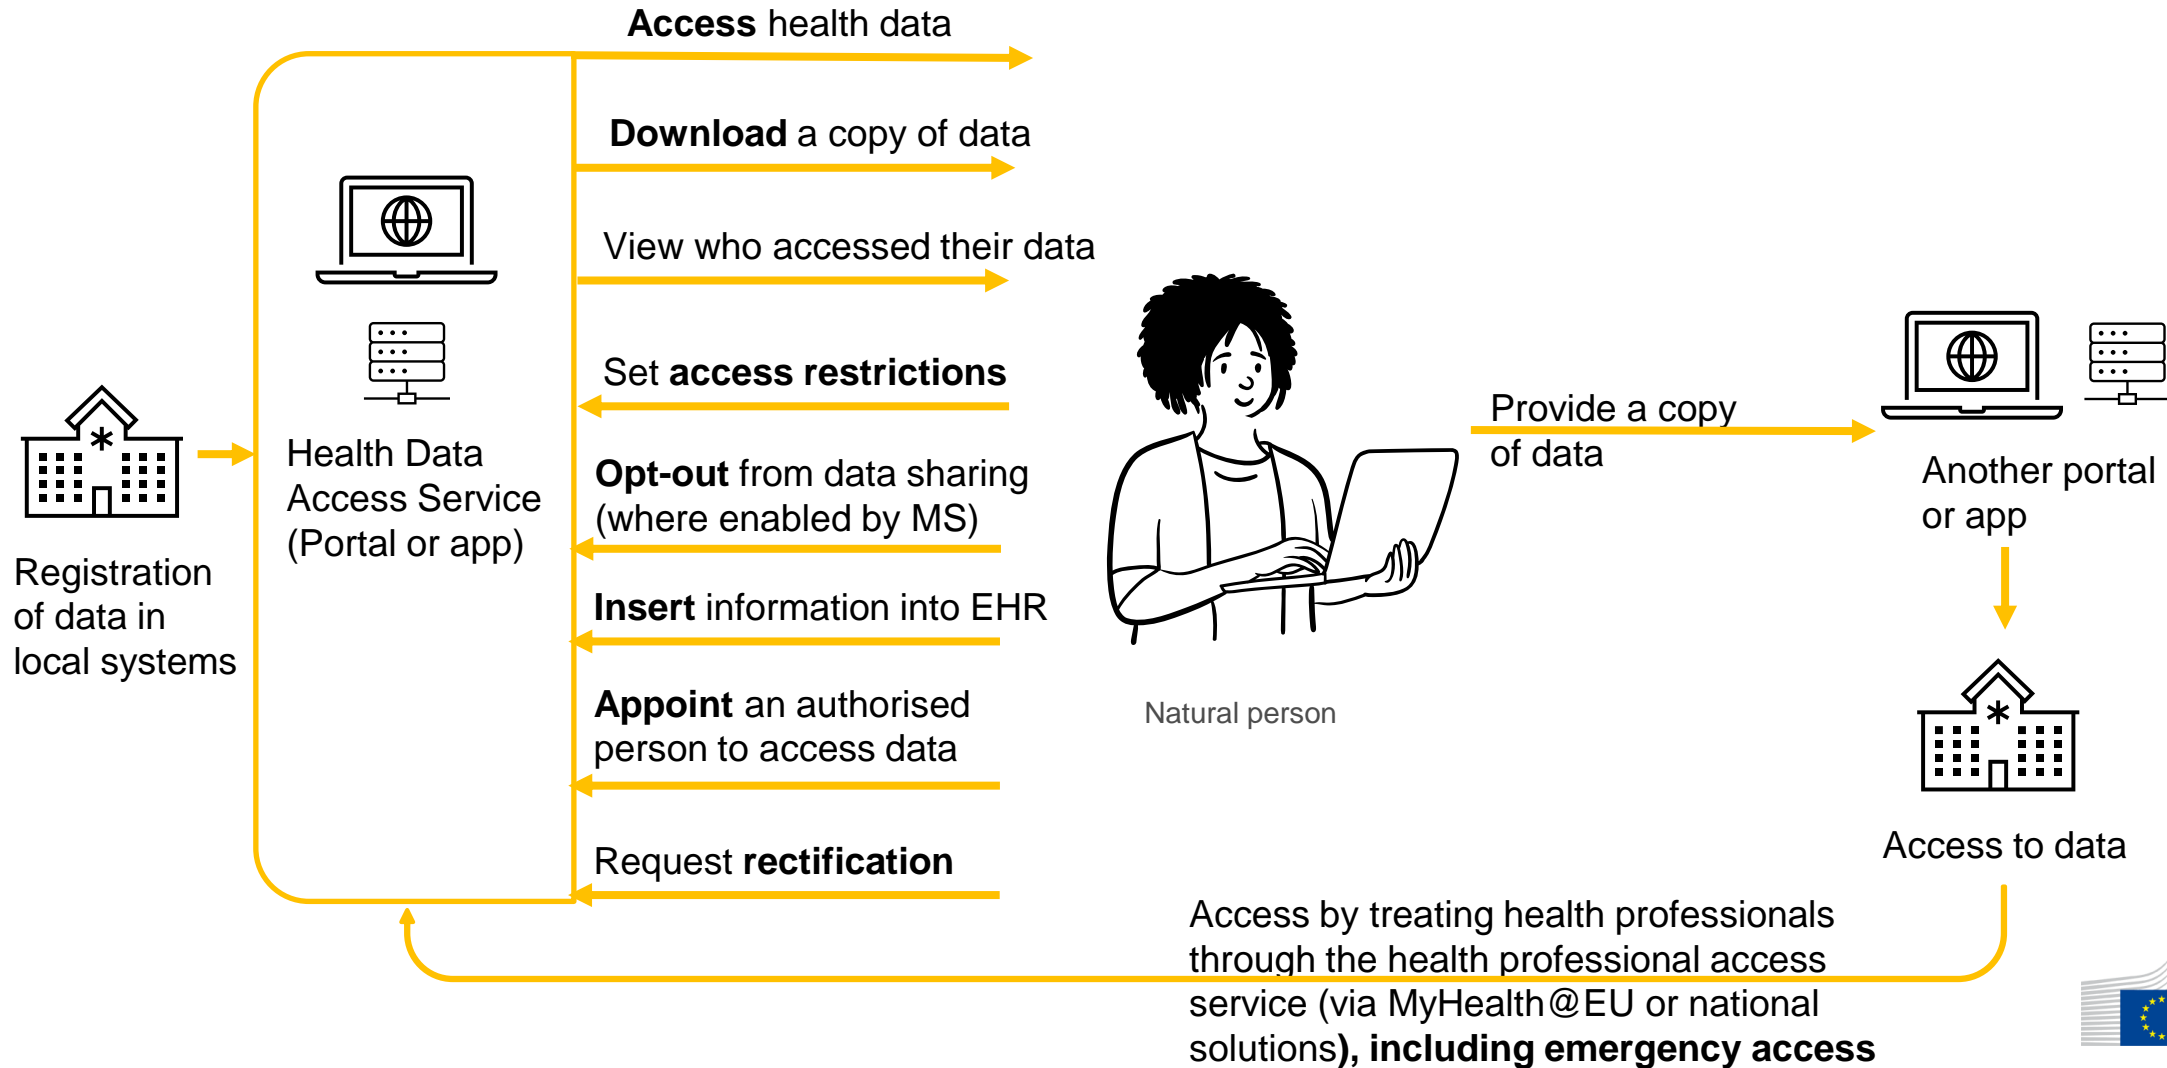 Access health data
Download a copy of data
View who accessed their data
Set access restrictions
Opt-out from data sharing
(where enabled by MS)
Insert information into EHR
Appoint an authorised
person to access data
Request rectification
Health Data
Access Service
(Portal or app)
Registration
of data in
local systems
Natural person
Provide a copy
of data
Another portal
or app
Access to data
Access by treating health professionals
through the health professional access
service (via MyHealth@EU or national
solutions), including emergency access